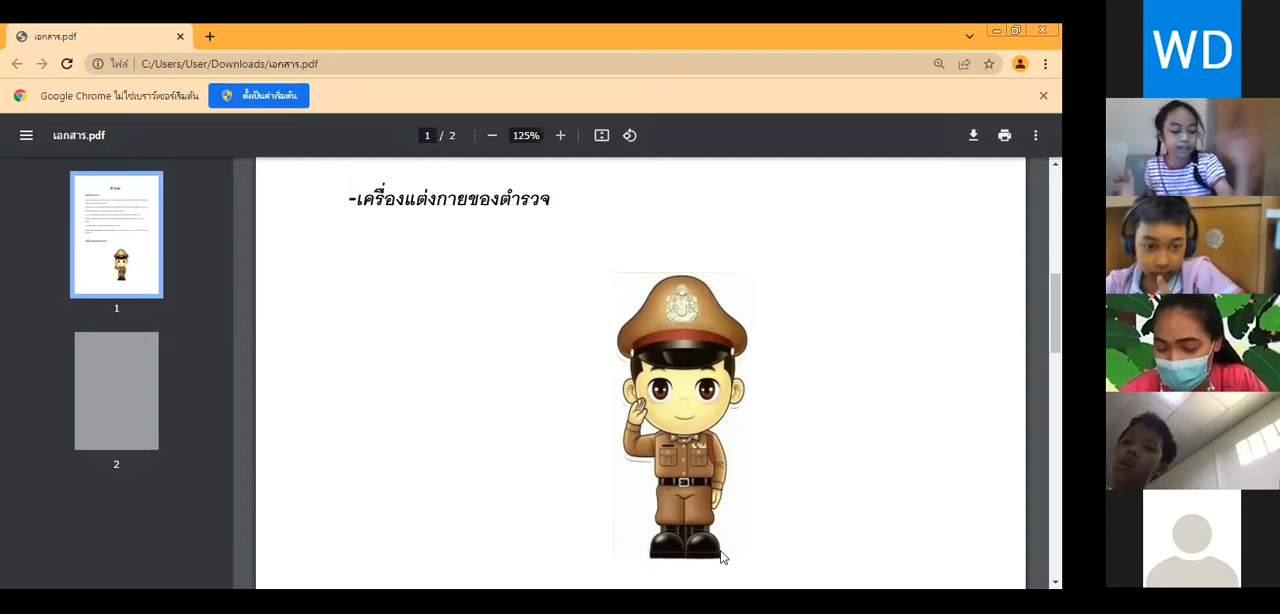 เอกสาร.pdf
ไฟล์ C:/Users/User/Downloads/เอกสาร.pdf
Google Chrome ไม่ใช่เบราว์เซอร์เริ่มต้น ตั้งเป็นค่าเริ่มต้น
เอกสาร.pdf 1 / 2 125%
-เครื่องแต่งกายของตำรวจ
1
2
WD